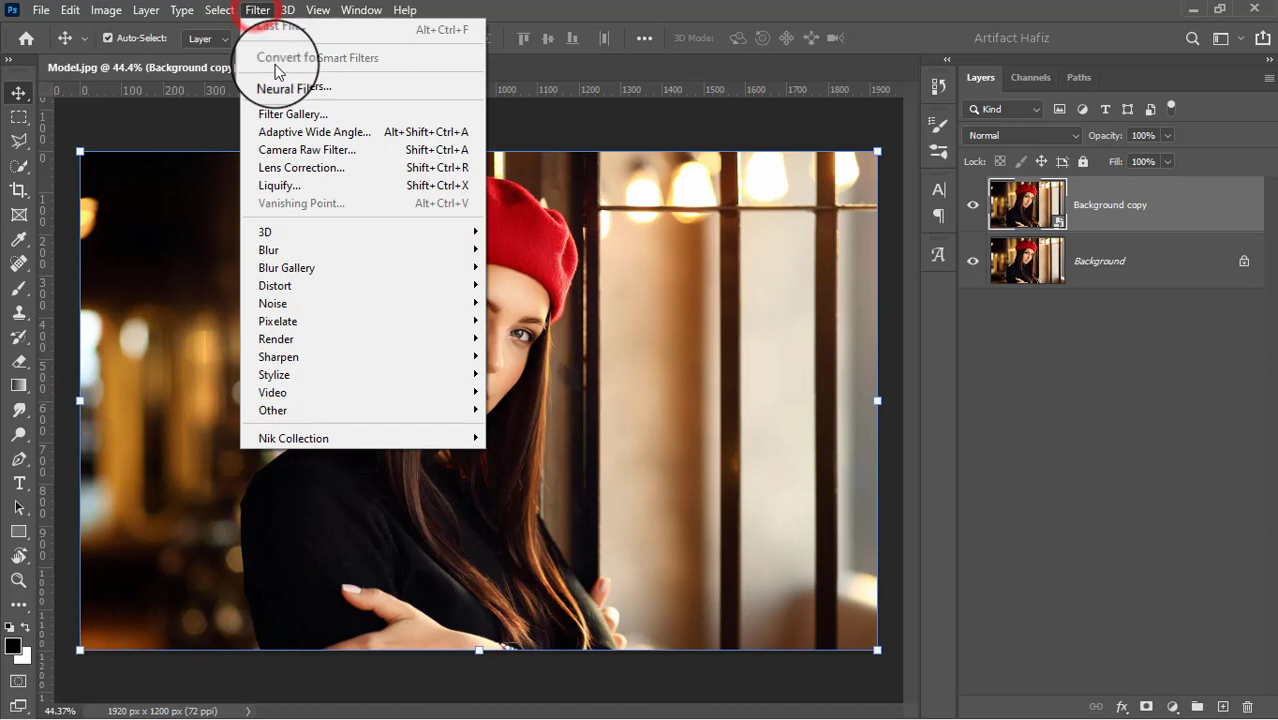 Ps File Edit Image Layer Type Select Filter 3D View Window Help
Auto-Select: Layer 3D Mode: Artifact Hafiz
Model.jpg @ 44.4% (Background copy
Last Fil Alt+Ctrl+F
Convert fo Smart Filters
Neural Filters...
Filter Gallery...
Adaptive Wide Angle... Alt+Shift+Ctrl+A
Camera Raw Filter... Shift+Ctrl+A
Lens Correction... Shift+Ctrl+R
Liquify... Shift+Ctrl+X
Vanishing Point... Alt+Ctrl+V
3D
Blur
Blur Gallery
Distort
Noise
Pixelate
Render
Sharpen
Stylize
Video
Other
Nik Collection
0 100 200 300 1000 1100 1200 1300 1400 1500 1600 1700 1800 1900
Layers Channels Paths
Kind
Normal Opacity: 100%
Lock: Fill: 100%
Background copy
Background
44.37% 1920 px x 1200 px (72 ppi)